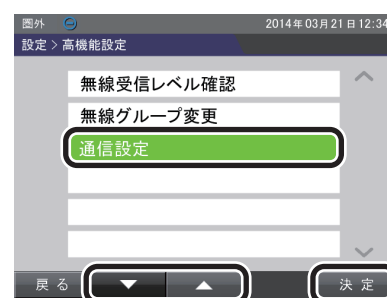 圏外 2014年03月21日12:34
設定 > 高機能設定
無線受信レベル確認
無線グループ変更
通信設定
戻る ▼ ▲ 決定